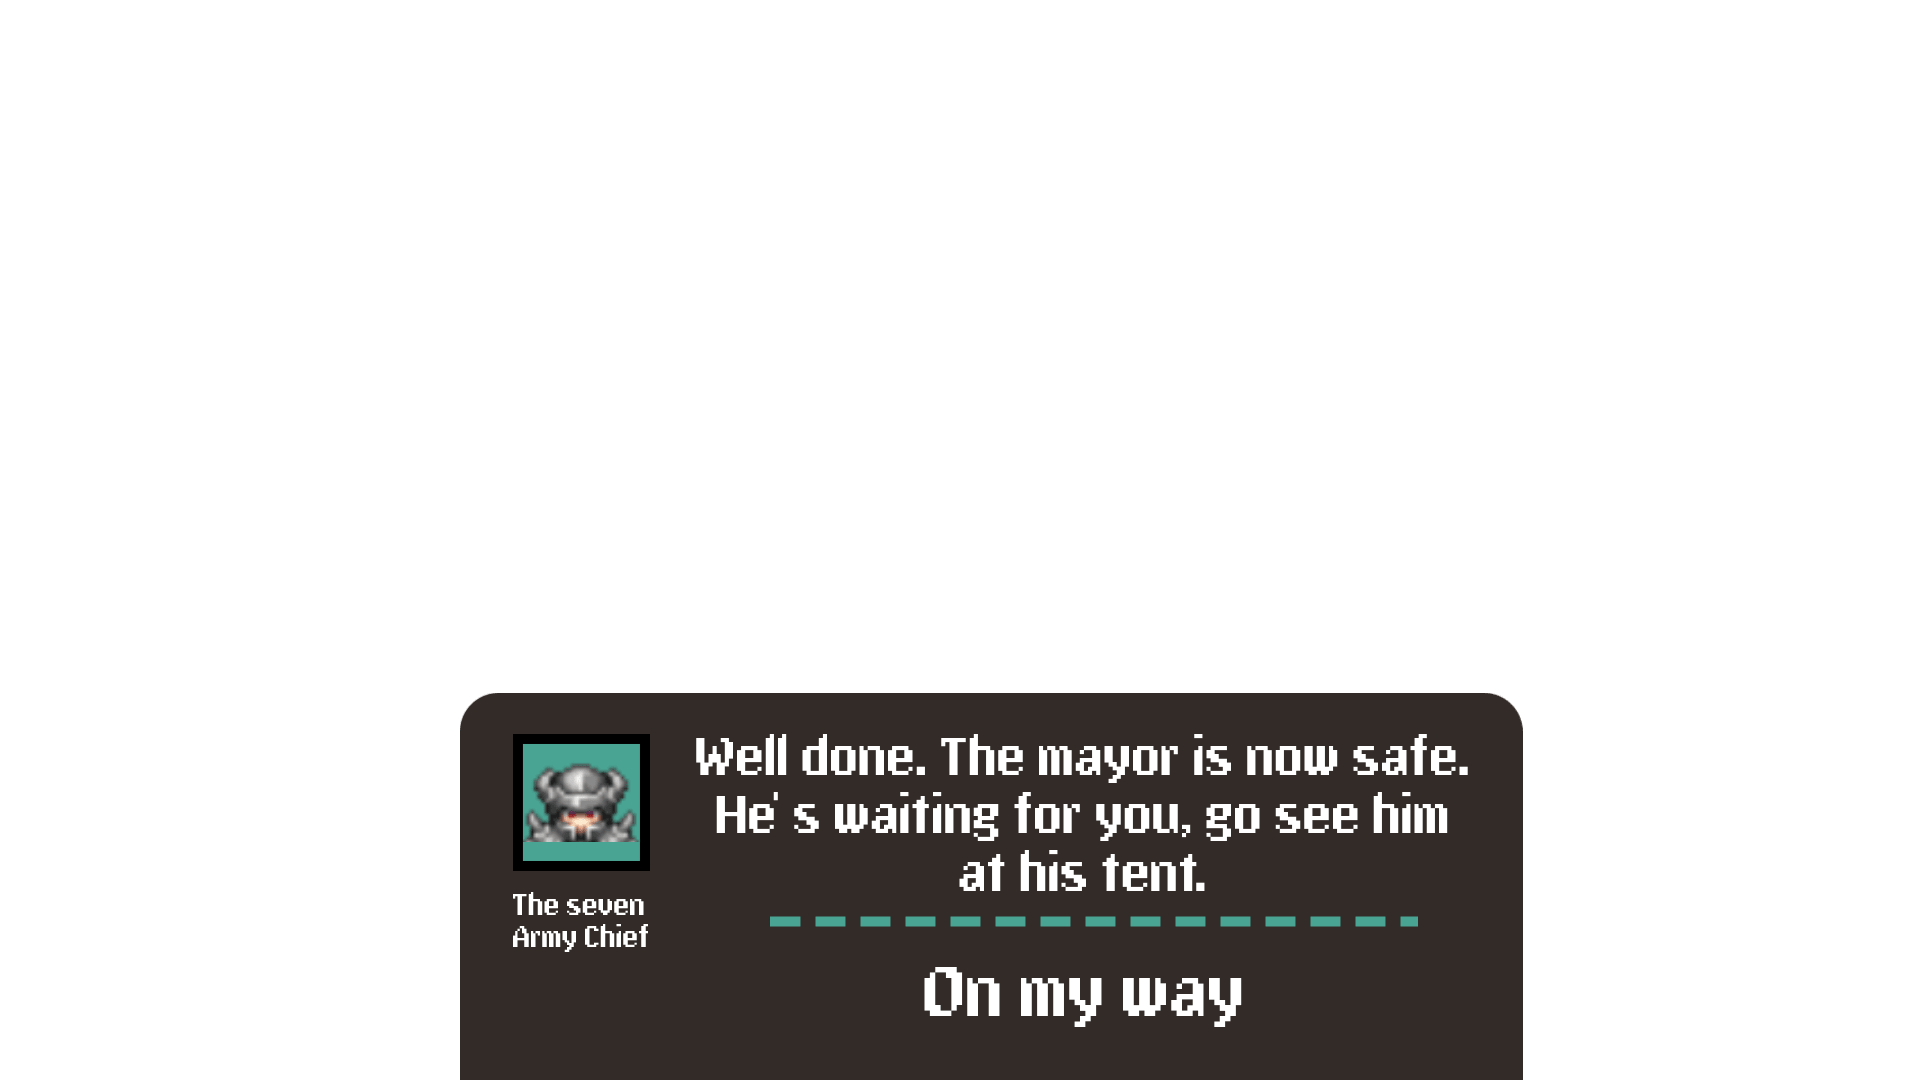 Well done. The mayor is now safe.
He's waiting for you, go see him
at his tent.
The seven
Army Chief
On my way